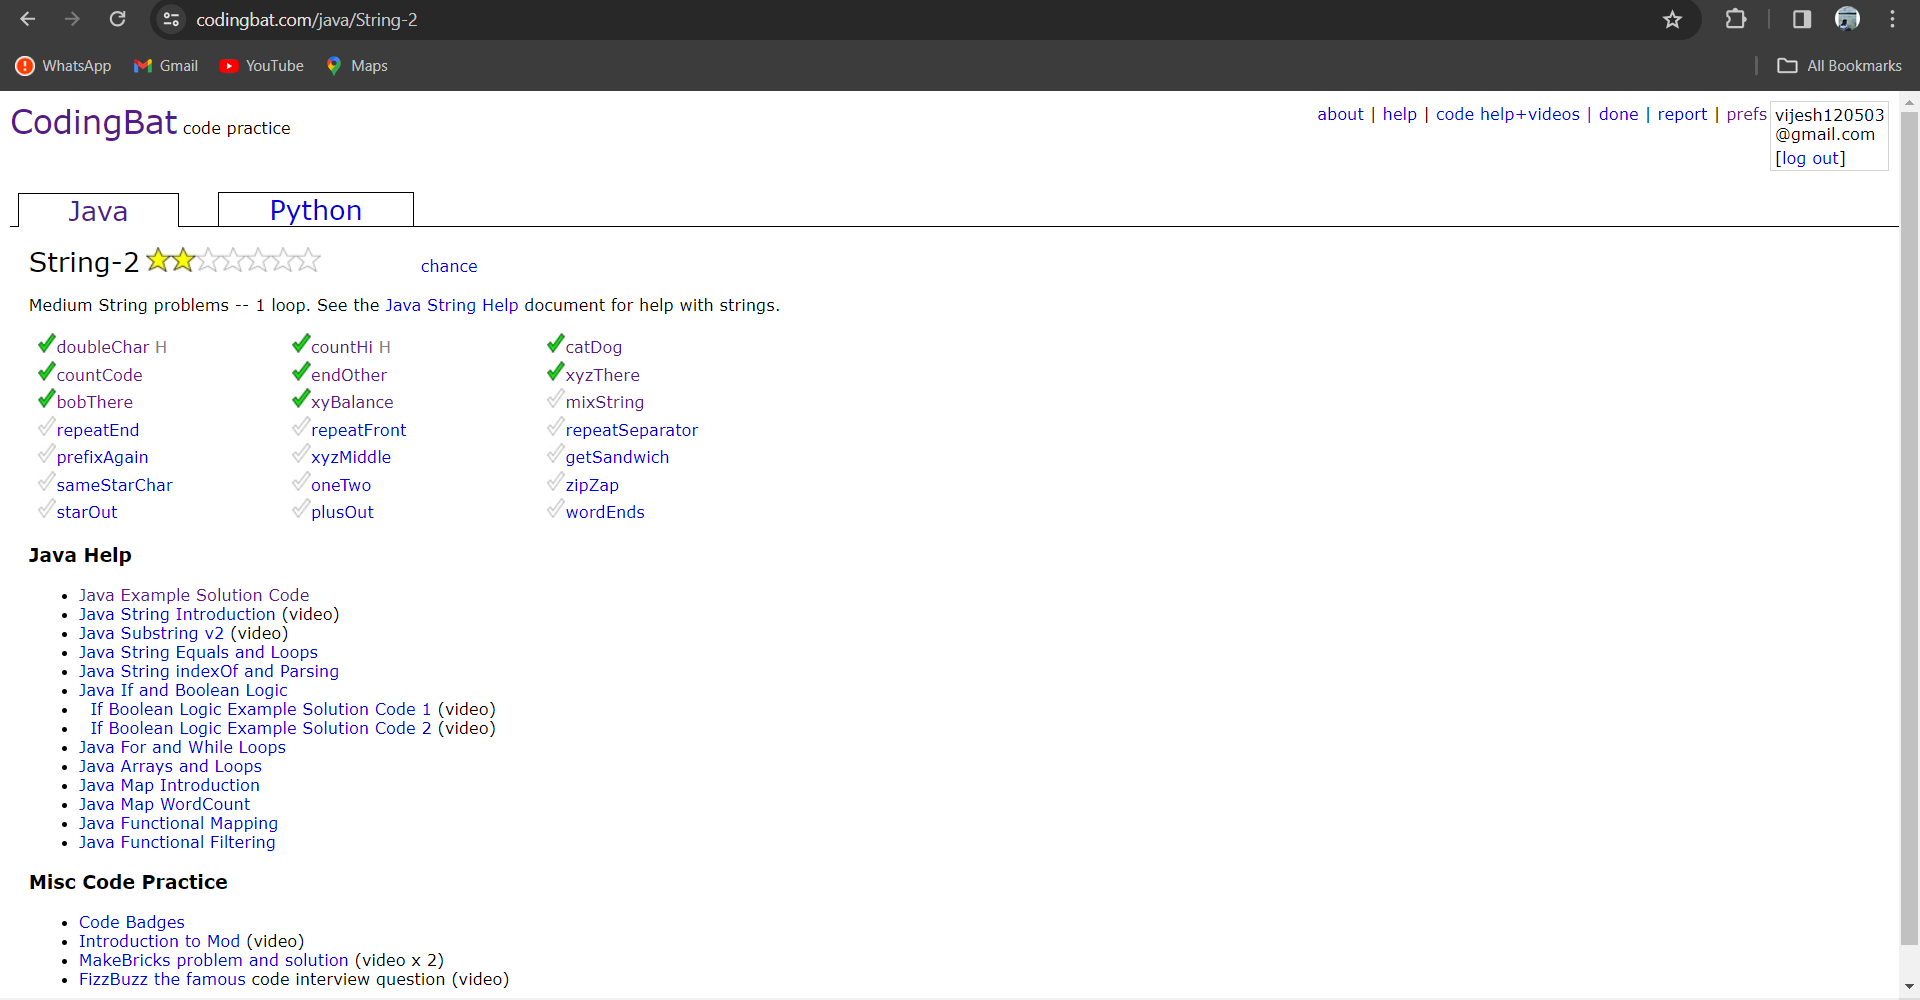 codingbat.com/java/String-2
WhatsApp Gmail YouTube Maps All Bookmarks
CodingBat code practice
about | help | code help+videos | done | report | prefs
vijesh120503
@gmail.com
[log out]
Java Python
String-2 chance
Medium String problems -- 1 loop. See the Java String Help document for help with strings.
doubleChar H countHi H catDog
countCode endOther xyzThere
bobThere xyBalance mixString
repeatEnd repeatFront repeatSeparator
prefixAgain xyzMiddle getSandwich
sameStarChar oneTwo zipZap
starOut plusOut wordEnds
Java Help
• Java Example Solution Code
• Java String Introduction (video)
• Java Substring v2 (video)
• Java String Equals and Loops
• Java String indexOf and Parsing
• Java If and Boolean Logic
• If Boolean Logic Example Solution Code 1 (video)
• If Boolean Logic Example Solution Code 2 (video)
• Java For and While Loops
• Java Arrays and Loops
• Java Map Introduction
• Java Map WordCount
• Java Functional Mapping
• Java Functional Filtering
Misc Code Practice
• Code Badges
• Introduction to Mod (video)
• MakeBricks problem and solution (video x 2)
• FizzBuzz the famous code interview question (video)